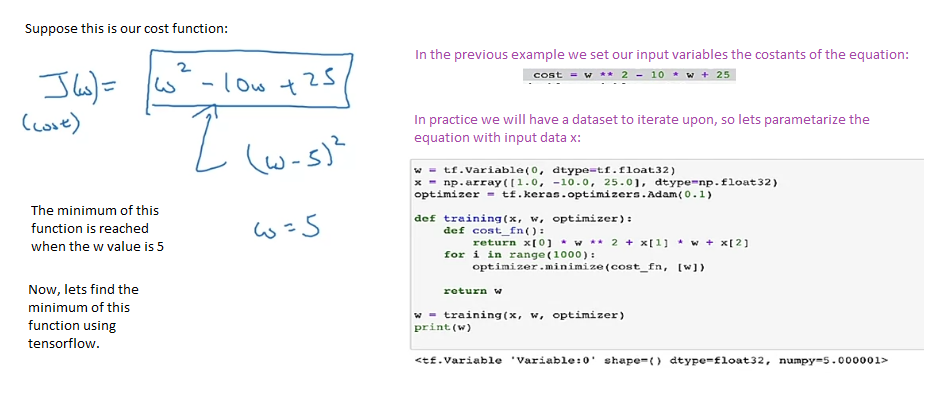 Suppose this is our cost function:
J(w) = w² - 10w + 25
(cost)
(w-5)²
w = 5
The minimum of this
function is reached
when the w value is 5
Now, lets find the
minimum of this
function using
tensorflow.
In the previous example we set our input variables the costants of the equation:
cost = w ** 2 - 10 * w + 25
In practice we will have a dataset to iterate upon, so lets parametarize the
equation with input data x:
w = tf.Variable(0, dtype=tf.float32)
x = np.array([1.0, -10.0, 25.0], dtype=np.float32)
optimizer = tf.keras.optimizers.Adam(0.1)
def training(x, w, optimizer):
    def cost_fn():
        return x[0] * w ** 2 + x[1] * w + x[2]
    for i in range(1000):
        optimizer.minimize(cost_fn, [w])
    return w
w = training(x, w, optimizer)
print(w)
<tf.Variable 'Variable:0' shape=() dtype=float32, numpy=5.000001>